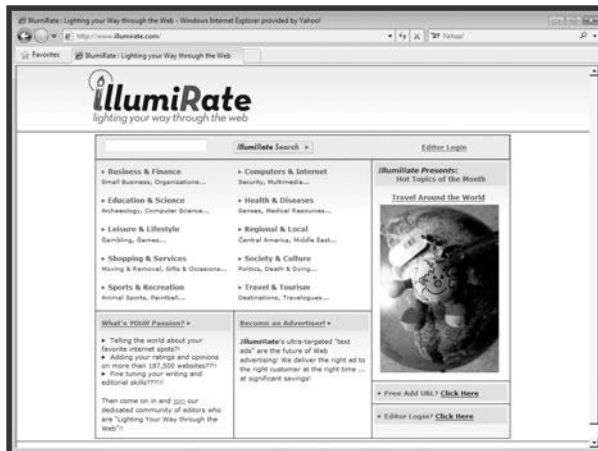 IllumiRate : Lighting your Way through the Web - Windows Internet Explorer provided by Yahoo!
http://www.illumirate.com/
Yahoo!
Favorites
IllumiRate : Lighting your Way through the Web
illumiRate
lighting your way through the web
IllumiRate Search
Editor Login
Business & Finance
Small Business, Organizations...
Computers & Internet
Security, Multimedia...
Education & Science
Archaeology, Computer Science...
Health & Diseases
Senses, Medical Resources...
Leisure & Lifestyle
Gambling, Games...
Regional & Local
Central America, Middle East...
Shopping & Services
Moving & Removal, Gifts & Occasions...
Society & Culture
Politics, Death & Dying...
Sports & Recreation
Animal Sports, Paintball...
Travel & Tourism
Destinations, Travelogues...
IllumiRate Presents:
Hot Topics of the Month
Travel Around the World
What's YOUR Passion?
Telling the world about your
favorite internet spots?!
Adding your ratings and opinions
on more than 187,500 websites??!!
Fine tuning your writing and
editorial skills???!!!
Then come on in and join our
dedicated community of editors who
are "Lighting Your Way through the
Web"!!
Become an Advertiser!
IllumiRate's ultra-targeted "text
ads" are the future of Web
advertising! We deliver the right ad to
the right customer at the right time ...
at significant savings!
Free Add URL? Click Here
Editor Login? Click Here